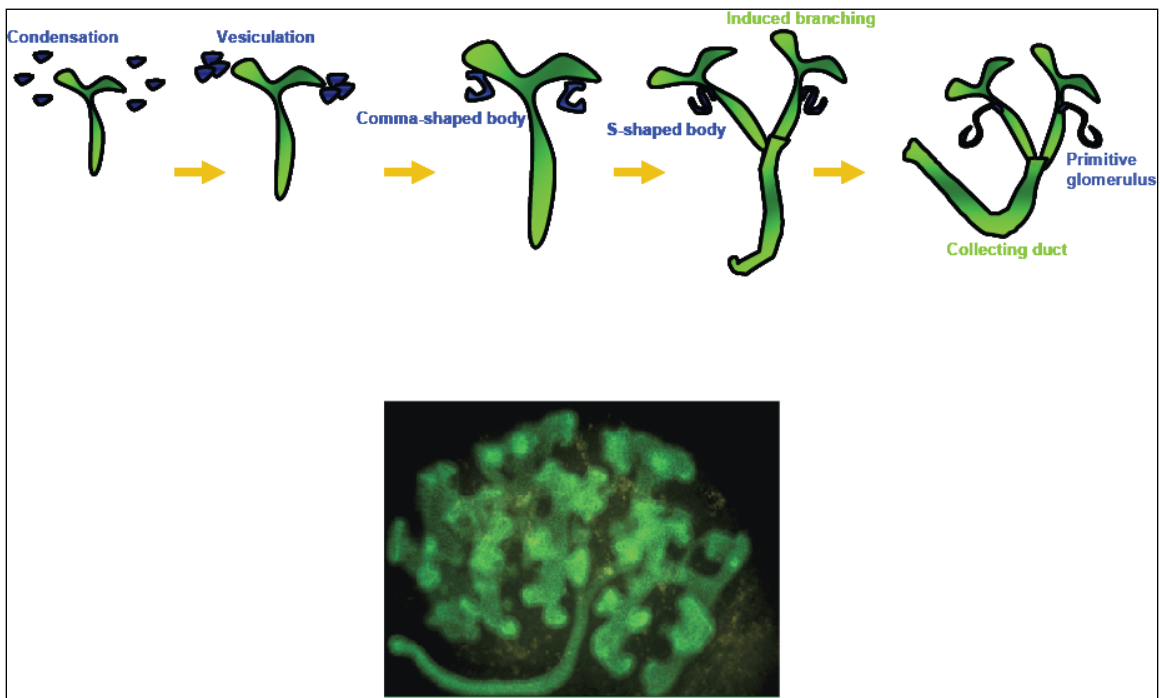 Condensation
Vesiculation
Comma-shaped body
S-shaped body
Induced branching
Primitive
glomerulus
Collecting duct